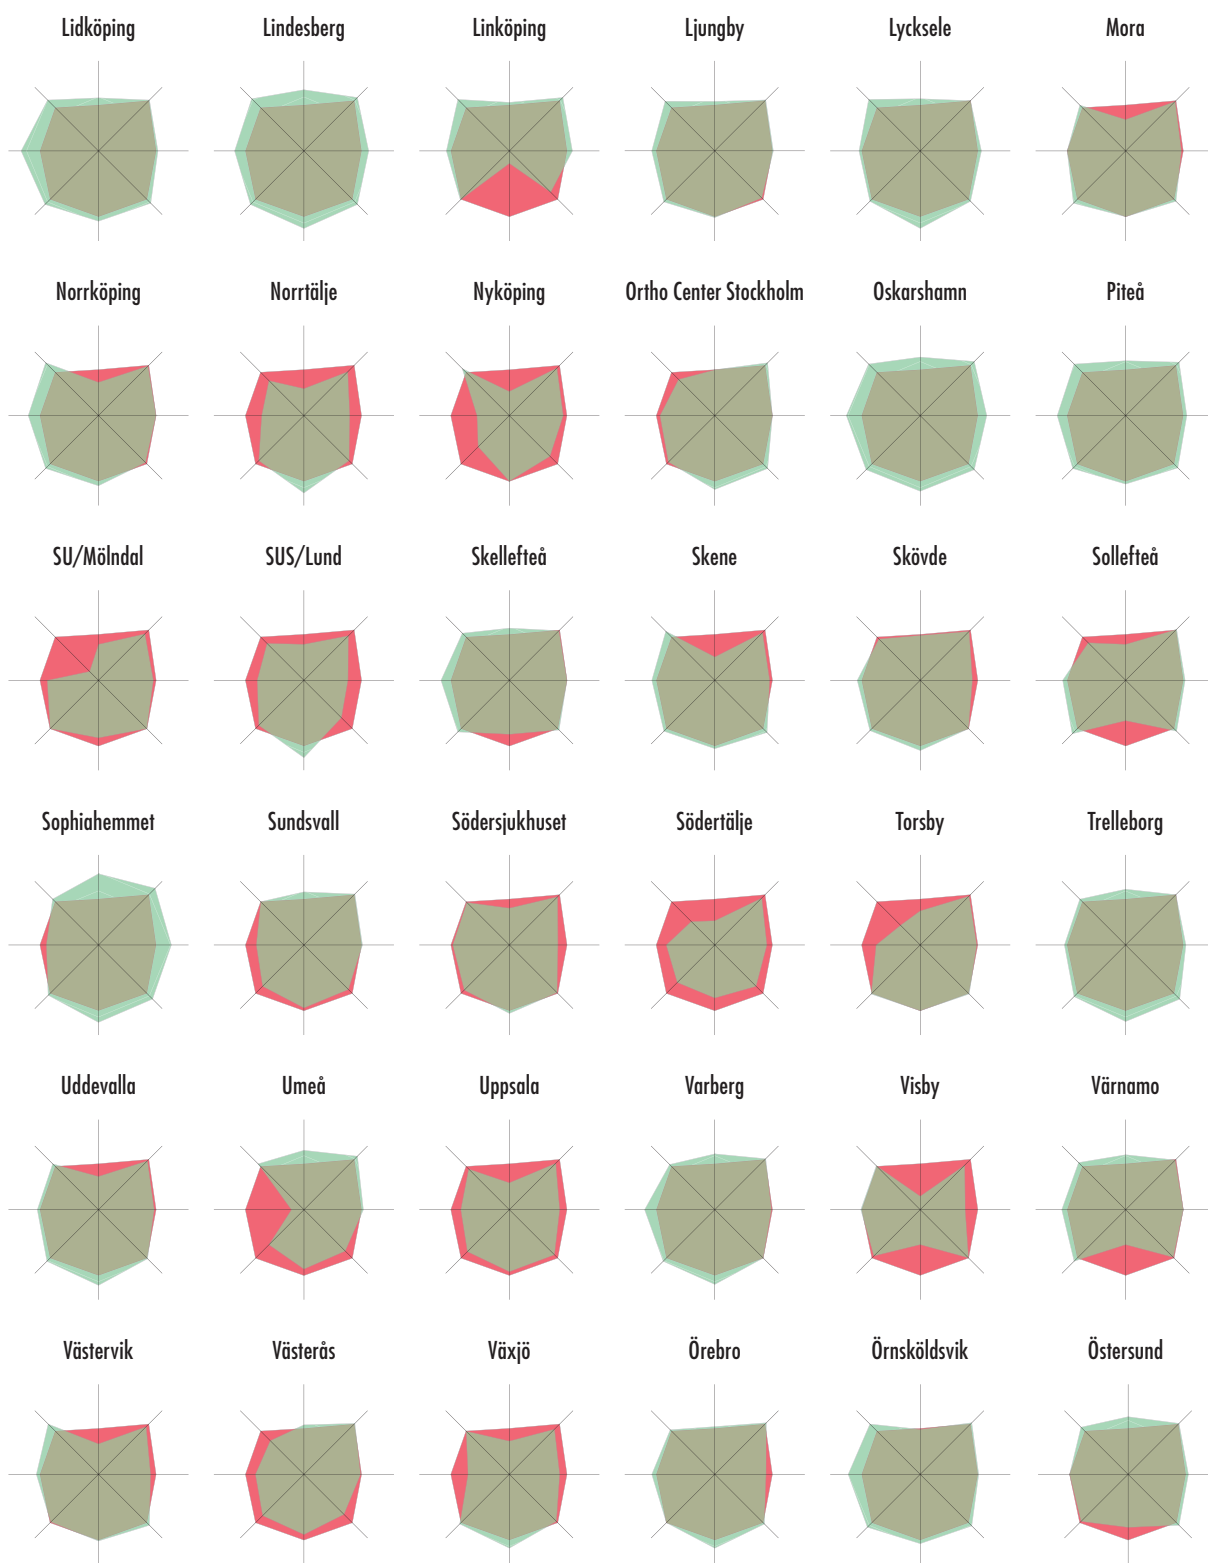 Lidköping
Lindesberg
Linköping
Ljungby
Lycksele
Mora
Norrköping
Norrtälje
Nyköping
Ortho Center Stockholm
Oskarshamn
Piteå
SU/Mölndal
SUS/Lund
Skellefteå
Skene
Skövde
Sollefteå
Sophiahemmet
Sundsvall
Södersjukhuset
Södertälje
Torsby
Trelleborg
Uddevalla
Umeå
Uppsala
Varberg
Visby
Värnamo
Västervik
Västerås
Växjö
Örebro
Örnsköldsvik
Östersund